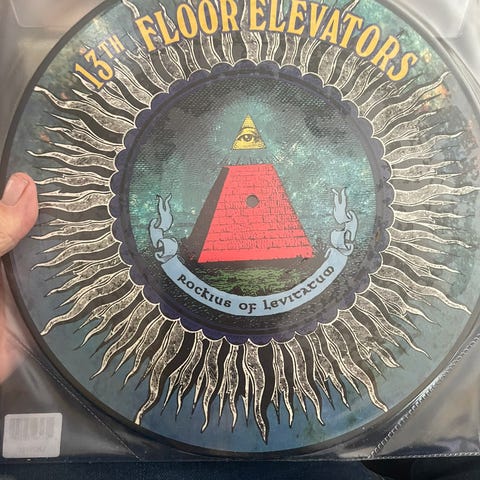 13TH FLOOR ELEVATORS
ROCKIUS OF LEVITATUM